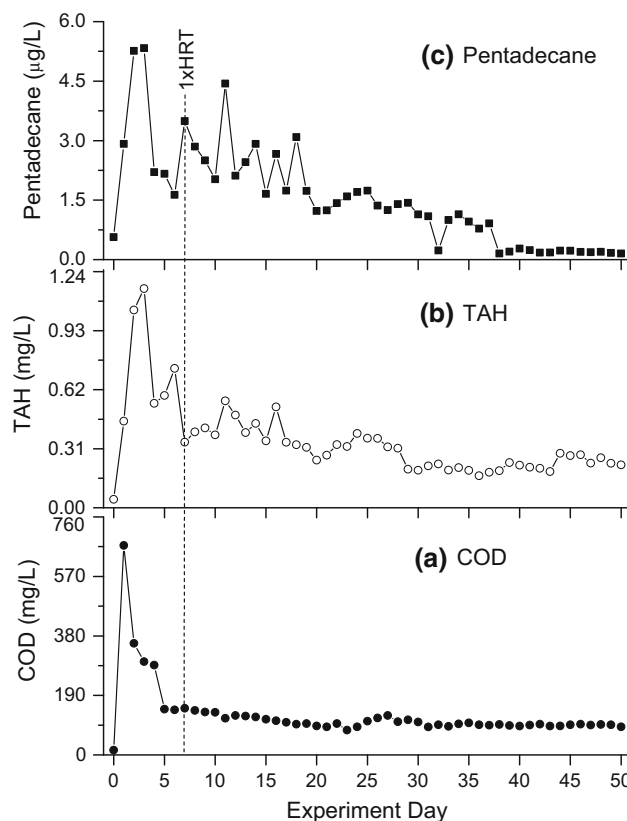 6.0
4.5
3.0
1.5
0.0
Pentadecane (μg/L)
1xHRT
(c) Pentadecane
1.24
0.93
0.62
0.31
0.00
TAH (mg/L)
(b) TAH
760
570
380
190
0
COD (mg/L)
(a) COD
0 5 10 15 20 25 30 35 40 45 50
Experiment Day